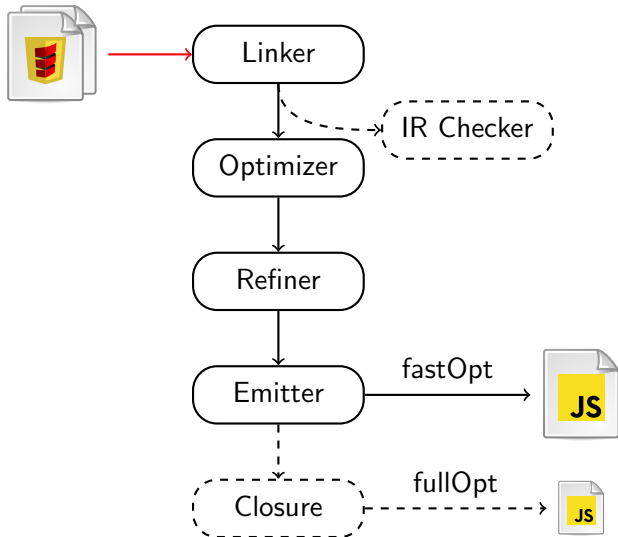 Linker
IR Checker
Optimizer
Refiner
Emitter
fastOpt
JS
Closure
fullOpt
JS